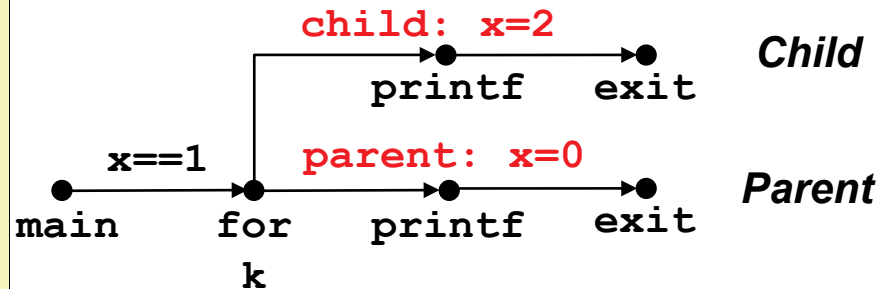 child: x=2
Child
printf exit
x==1
parent: x=0
Parent
main for printf exit
k